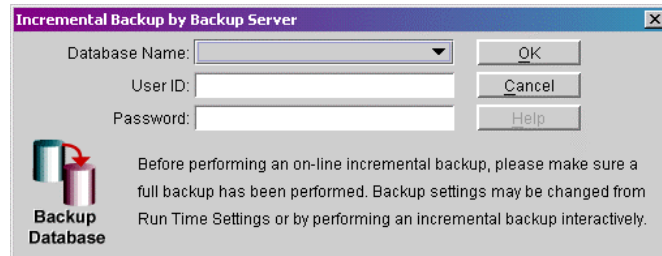 Incremental Backup by Backup Server
Database Name:
OK
User ID:
Cancel
Password:
Help
Before performing an on-line incremental backup, please make sure a
full backup has been performed. Backup settings may be changed from
Run Time Settings or by performing an incremental backup interactively.
Backup
Database